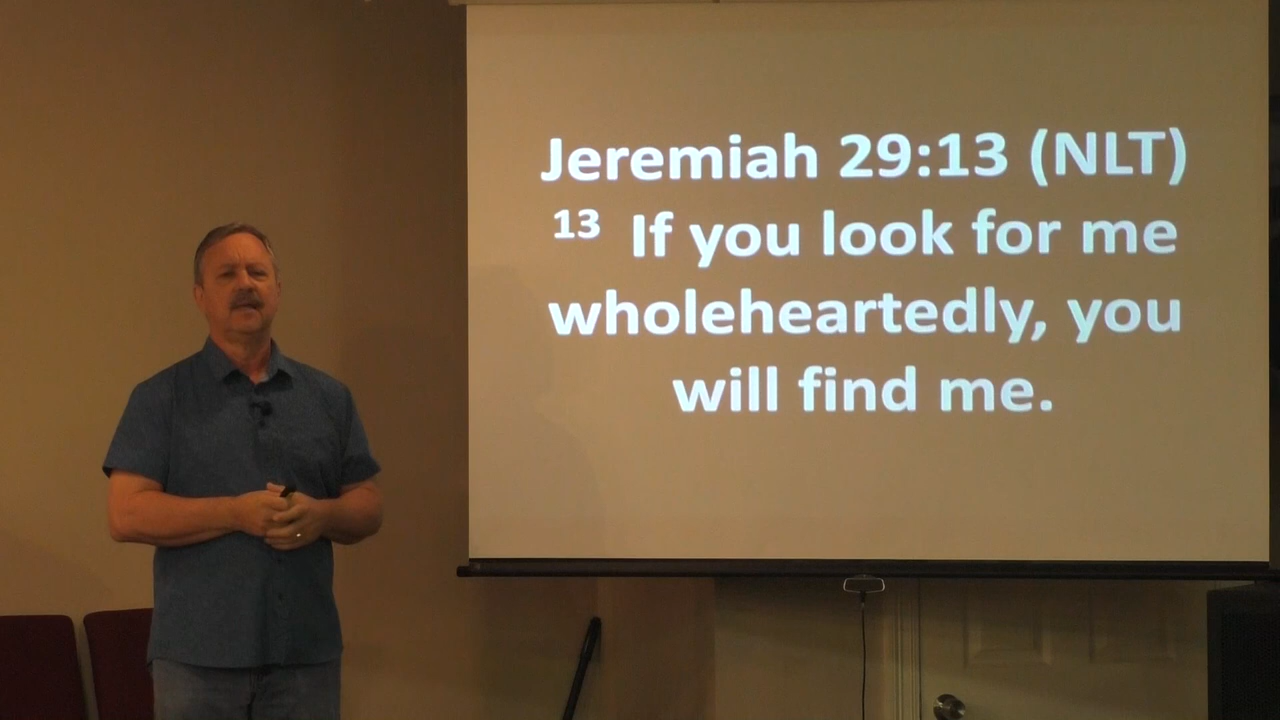 Jeremiah 29:13 (NLT)
13 If you look for me
wholeheartedly, you
will find me.